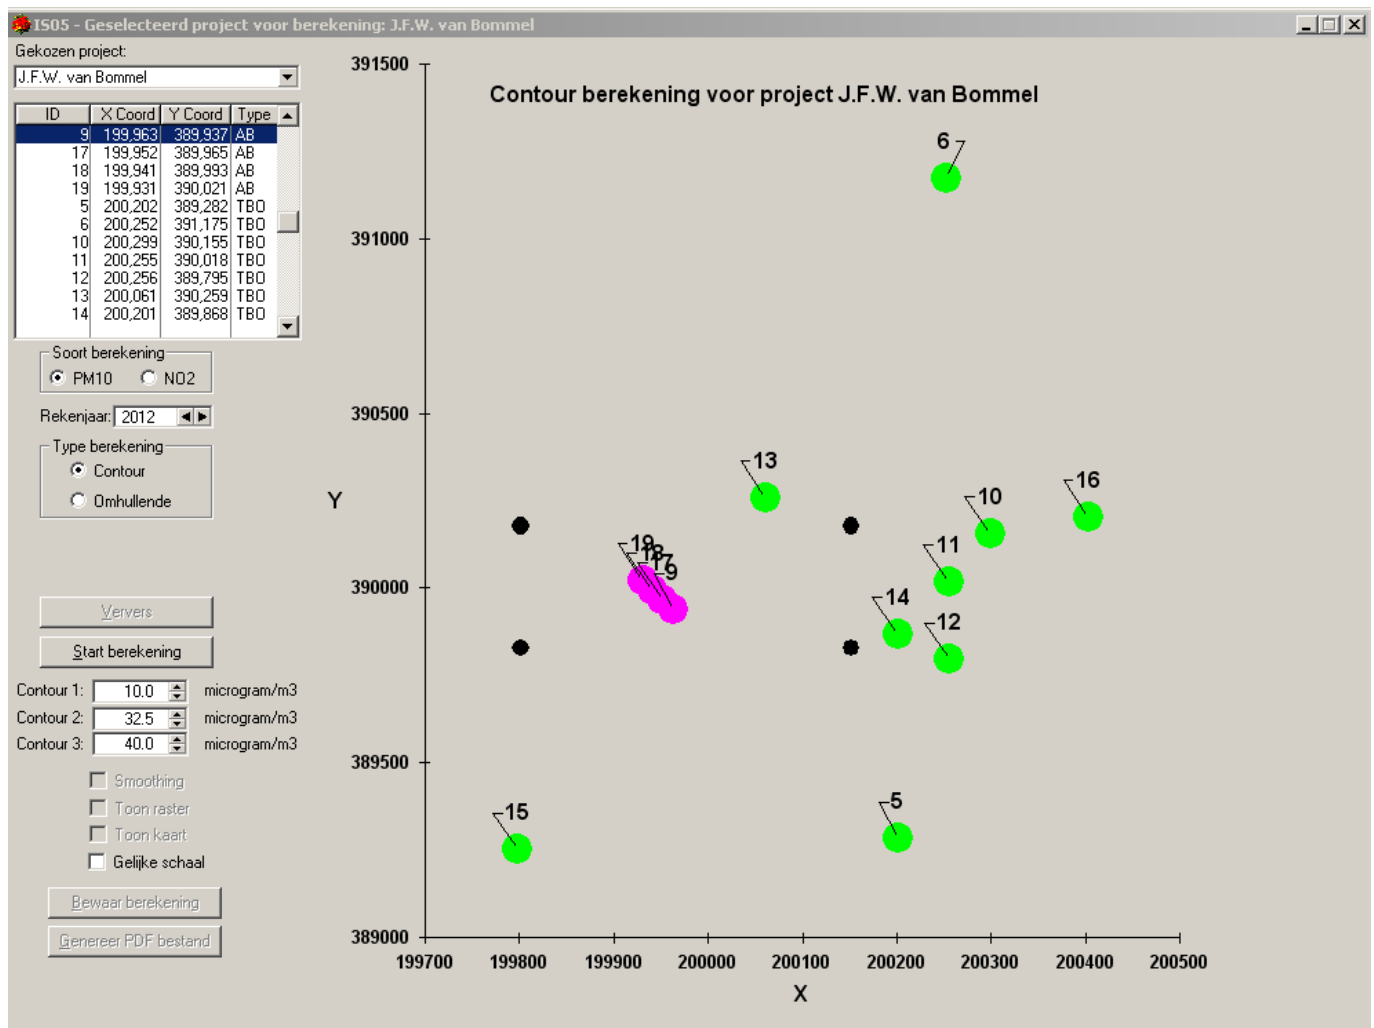 IS05 - Geselecteerd project voor berekening: J.F.W. van Bommel
Gekozen project:
J.F.W. van Bommel
ID X Coord Y Coord Type
9 199,963 389,937 AB
17 199,952 389,965 AB
18 199,941 389,993 AB
19 199,931 390,021 AB
5 200,202 389,282 TBO
6 200,252 391,175 TBO
10 200,299 390,155 TBO
11 200,255 390,018 TBO
12 200,256 389,795 TBO
13 200,061 390,259 TBO
14 200,201 389,868 TBO
Soort berekening
PM10 NO2
Rekenjaar: 2012
Type berekening
Contour
Omhullende
Ververs
Start berekening
Contour 1: 10.0 microgram/m3
Contour 2: 32.5 microgram/m3
Contour 3: 40.0 microgram/m3
Smoothing
Toon raster
Toon kaart
Gelijke schaal
Bewaar berekening
Genereer PDF bestand
Contour berekening voor project J.F.W. van Bommel
391500
391000
390500
390000
389500
389000
Y
6
13
16
10
19
18
17
9
11
14
12
15
5
199700 199800 199900 200000 200100 200200 200300 200400 200500
X